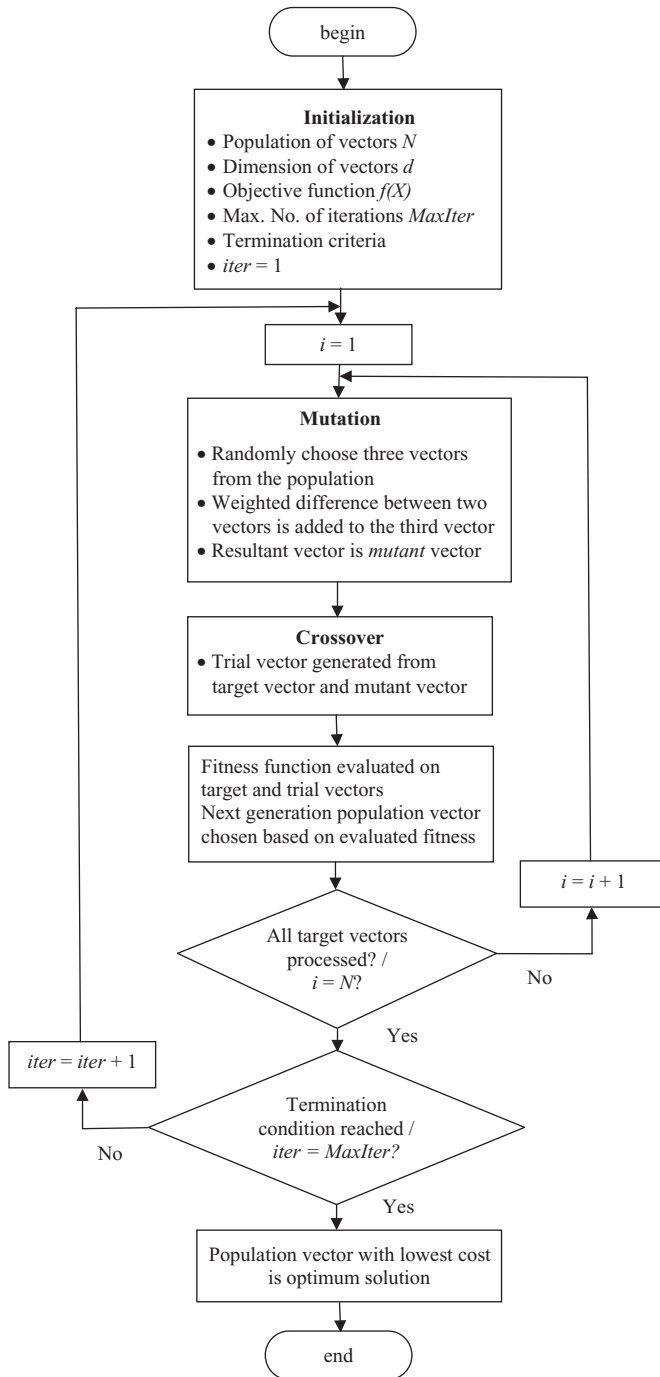 begin
Initialization
• Population of vectors N
• Dimension of vectors d
• Objective function f(X)
• Max. No. of iterations MaxIter
• Termination criteria
• iter = 1
i = 1
Mutation
• Randomly choose three vectors
from the population
• Weighted difference between two
vectors is added to the third vector
• Resultant vector is mutant vector
Crossover
• Trial vector generated from
target vector and mutant vector
Fitness function evaluated on
target and trial vectors
Next generation population vector
chosen based on evaluated fitness
i = i + 1
All target vectors
processed? /
i = N?
No
Yes
iter = iter + 1
Termination
condition reached /
iter = MaxIter?
No
Yes
Population vector with lowest cost
is optimum solution
end